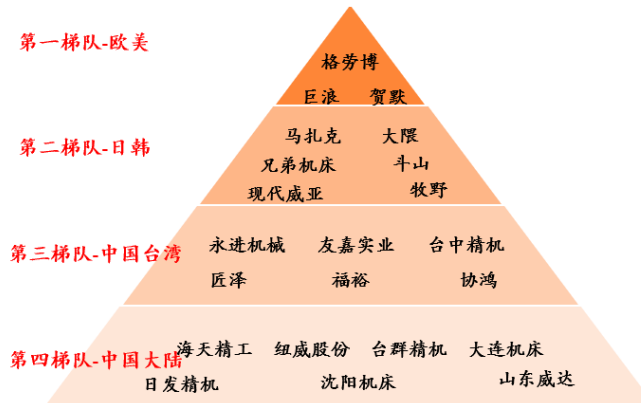 第一梯队-欧美
格劳博
巨浪 贺默
第二梯队-日韩
马扎克 大隈
兄弟机床 斗山
现代威亚 牧野
第三梯队-中国台湾
永进机械 友嘉实业 台中精机
匠泽 福裕 协鸿
第四梯队-中国大陆
海天精工 纽威股份 台群精机 大连机床
日发精机 沈阳机床 山东威达